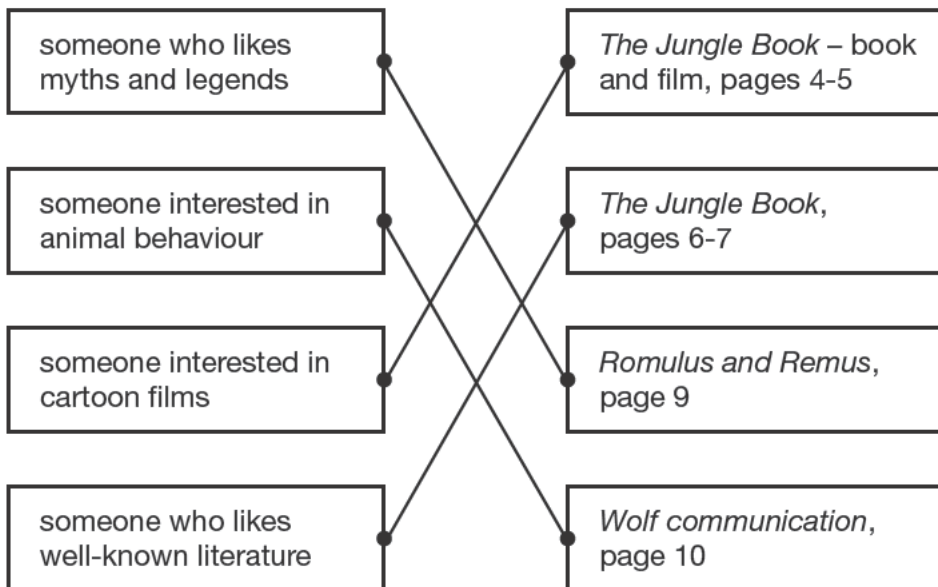 someone who likes
myths and legends
The Jungle Book – book
and film, pages 4-5
someone interested in
animal behaviour
The Jungle Book,
pages 6-7
someone interested in
cartoon films
Romulus and Remus,
page 9
someone who likes
well-known literature
Wolf communication,
page 10